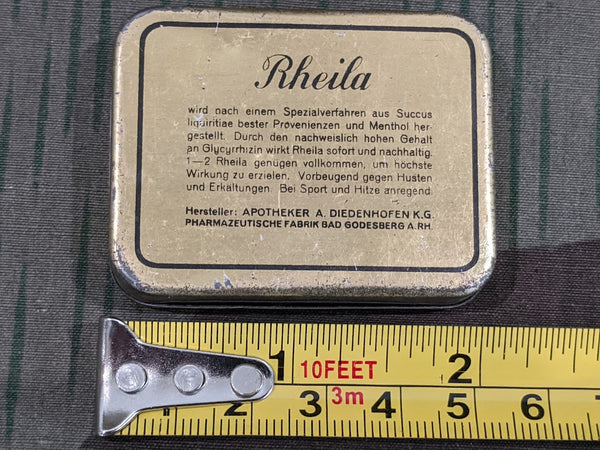 Rheila
wird nach einem Spezialverfahren aus Succus
liquiritiae bester Provenienzen und Menthol her-
gestellt. Durch den nachweislich hohen Gehalt
an Glycyrrhizin wirkt Rheila sofort und nachhaltig.
1—2 Rheila genügen vollkommen, um höchste
Wirkung zu erzielen. Vorbeugend gegen Husten
und Erkältungen. Bei Sport und Hitze anregend.
Hersteller: APOTHEKER A. DIEDENHOFEN K.G.
PHARMAZEUTISCHE FABRIK BAD GODESBERG A.RH.
1 10FEET 2
1 2 3 3m 4 5 6 7